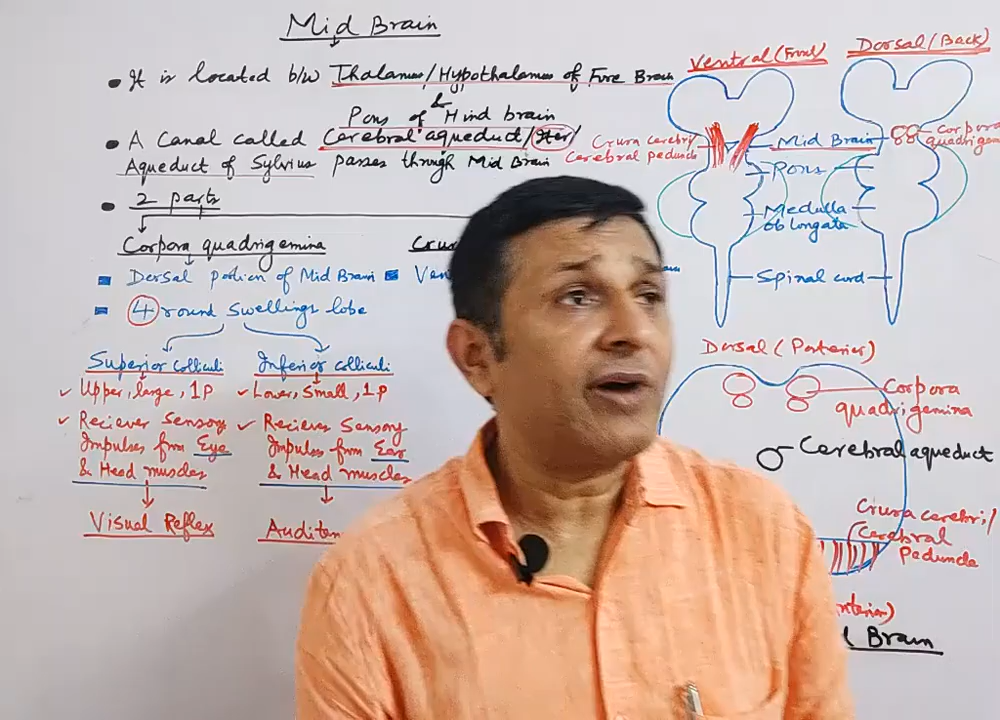 Mid Brain
• It is located b/w Thalamus/Hypothalamus of Fore Brain
&
Pons of Hind brain
• A Canal called Cerebral aqueduct/Iter/
Aqueduct of Sylvius passes through Mid Brain
• 2 parts
Corpora quadrigemina
Dorsal portion of Mid Brain
4 round swellings lobe
Superior colliculi
✓ Upper, large, 1P
✓ Reciever Sensory
Impulses from Eye
& Head muscles
Visual Reflex
Inferior colliculi
✓ Lower, Small, 1P
✓ Recieves Sensory
Impulses from Ear
& Head muscles
Ventral (Front)
Dorsal/(Back)
Crura cerebri/
Cerebral Peduncle
Mid Brain
Corpora
quadrigemina
Pons
Medulla
oblongata
Spinal cord
Dorsal (Posterior)
Corpora
quadrigemina
Cerebral aqueduct
Crura cerebri/
Cerebral
Peduncle
Brain